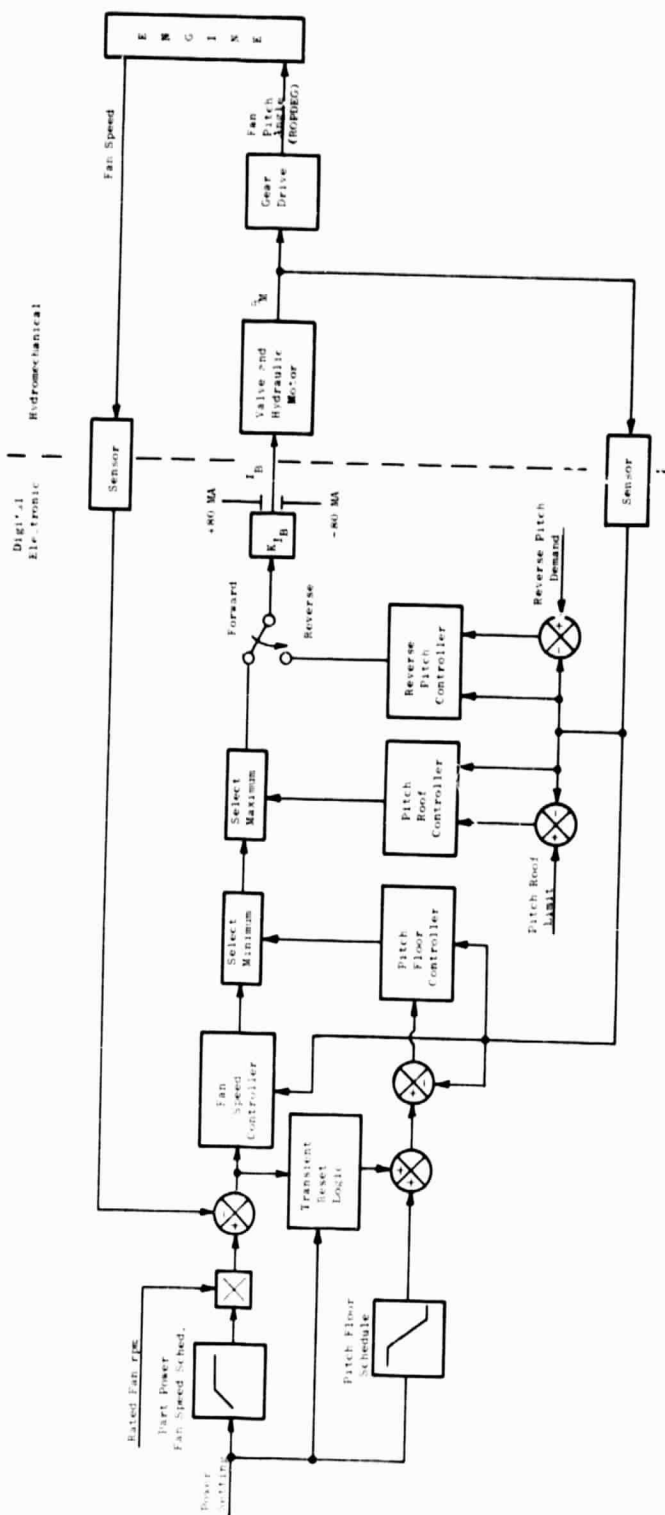 Power
Setting
Rated Fan rpm
Part Power
Fan Speed Sched.
Pitch Floor
Schedule
Transient
Reset
Logic
Fan
Speed
Controller
Pitch
Floor
Controller
Select
Minimum
Select
Maximum
Pitch
Roof
Controller
Pitch Roof
Limit
Reverse
Pitch
Controller
Reverse Pitch
Demand
Forward
Reverse
K I B
+80 MA
-80 MA
I B
Digital
Electronic
Hydromechanical
Sensor
Sensor
Valve and
Hydraulic
Motor
M
Gear
Drive
Fan
Pitch
Angle
(ROPDEG)
Fan Speed
E N G I N E
+
-
+
+
+
-
+
-
-
+